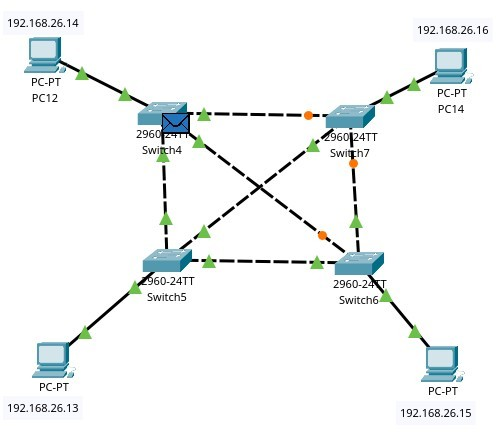 192.168.26.14
192.168.26.16
PC-PT
PC12
PC-PT
PC14
2960-24TT
Switch4
2960-24TT
Switch7
2960-24TT
Switch5
2960-24TT
Switch6
PC-PT
192.168.26.13
PC-PT
192.168.26.15